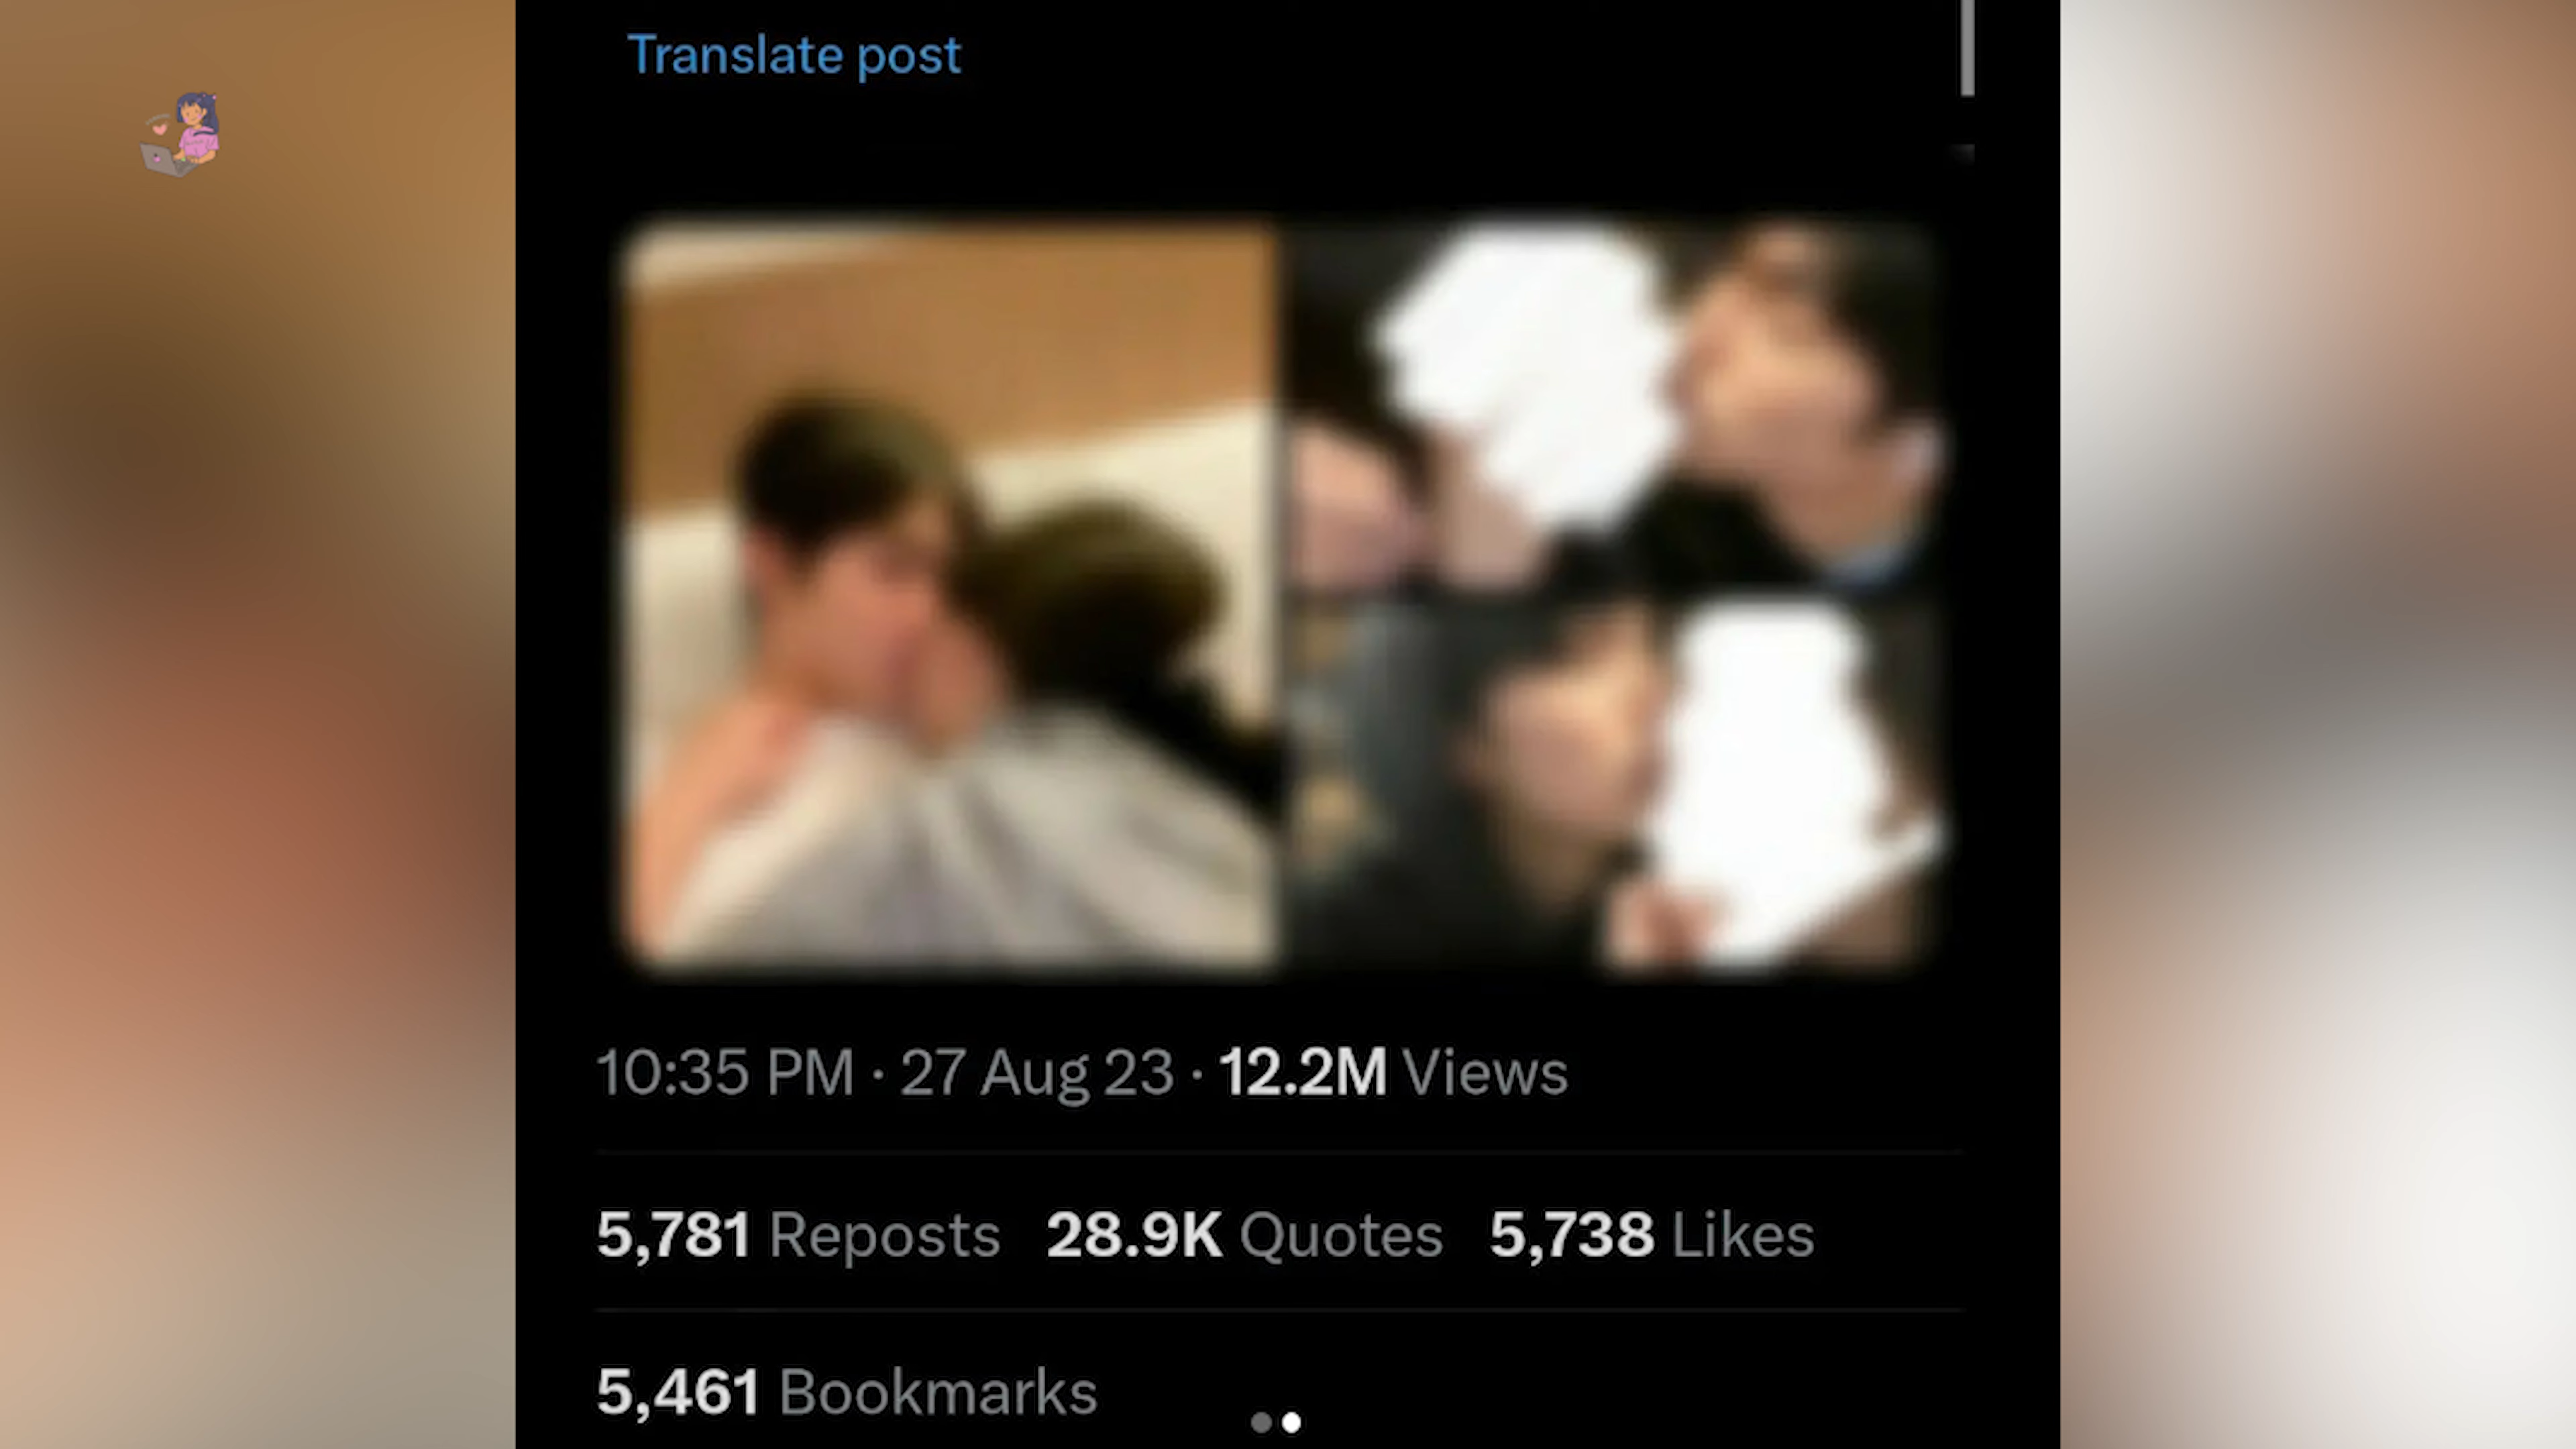 Translate post
10:35 PM · 27 Aug 23 · 12.2M Views
5,781 Reposts 28.9K Quotes 5,738 Likes
5,461 Bookmarks